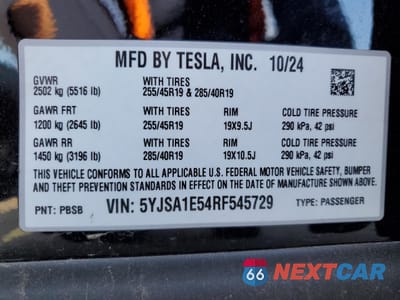 MFD BY TESLA, INC. 10/24
GVWR WITH TIRES
2502 kg (5516 lb) 255/45R19 & 285/40R19
GAWR FRT WITH TIRES RIM COLD TIRE PRESSURE
1200 kg (2645 lb) 255/45R19 19X9.5J 290 kPa, 42 psi
GAWR RR WITH TIRES RIM COLD TIRE PRESSURE
1450 kg (3196 lb) 285/40R19 19X10.5J 290 kPa, 42 psi
THIS VEHICLE CONFORMS TO ALL APPLICABLE FEDERAL MOTOR VEHICLE SAFETY, BUMPER
AND THEFT PREVENTION STANDARDS IN EFFECT ON THE DATE OF MANUFACTURE SHOWN ABOVE.
PNT: PBSB VIN: 5YJSA1E54RF545729 TYPE: PASSENGER
66 NEXTCAR